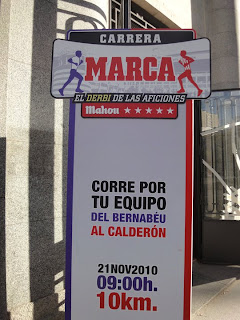 CARRERA
MARCA
EL DERBI DE LAS AFICIONES
Mahou
CORRE POR
TU EQUIPO
DEL BERNABÉU
AL CALDERÓN
21NOV2010
09:00h.
10km.